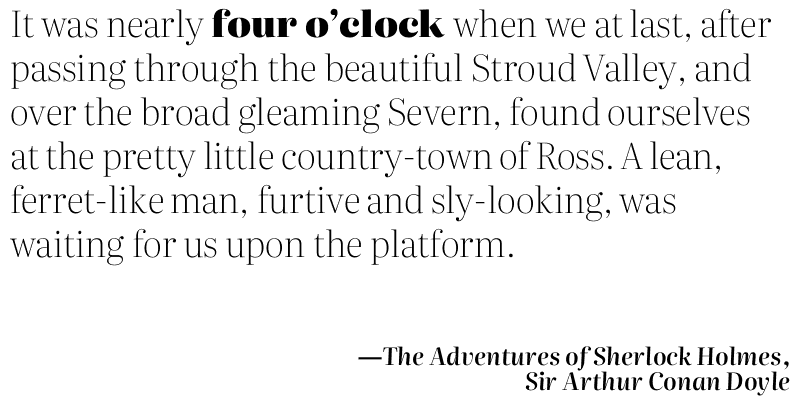 It was nearly four o’clock when we at last, after
passing through the beautiful Stroud Valley, and
over the broad gleaming Severn, found ourselves
at the pretty little country-town of Ross. A lean,
ferret-like man, furtive and sly-looking, was
waiting for us upon the platform.
—The Adventures of Sherlock Holmes,
Sir Arthur Conan Doyle